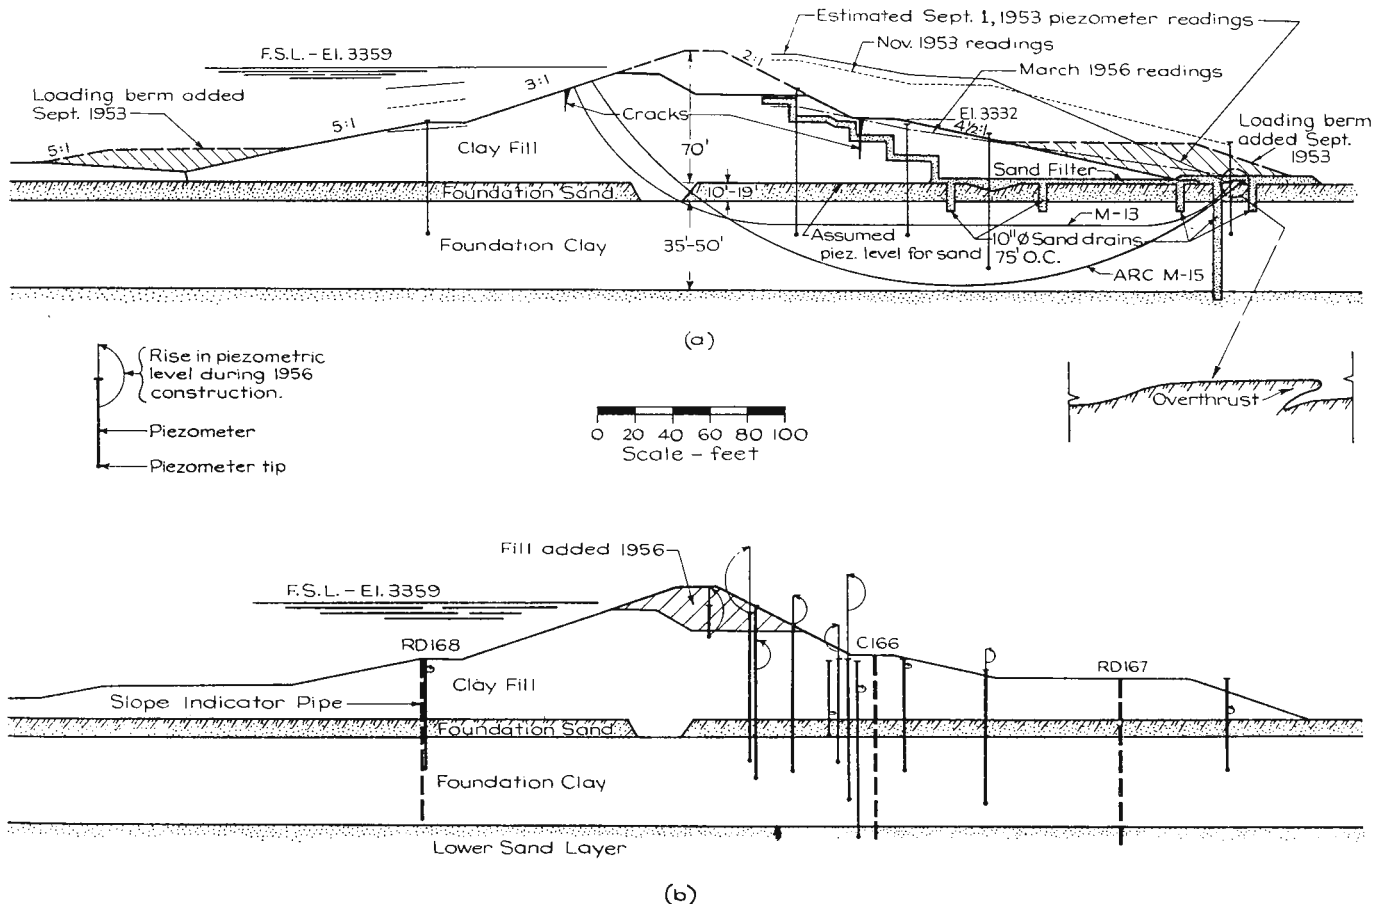 Estimated Sept. 1, 1953 piezometer readings
F.S.L. – El. 3359
Nov. 1953 readings
2:1
March 1956 readings
3:1
Loading berm added
Sept. 1953
Cracks
El. 3332
4½:1
Loading berm
added Sept.
1953
5:1
5:1
Clay Fill
70'
Sand Filter
Foundation Sand
10'-19'
M-13
Foundation Clay
35'-50'
Assumed
piez. level for sand
10"Ø Sand drains
75' O.C.
ARC M-15
(a)
Rise in piezometric
level during 1956
construction.
Piezometer
Piezometer tip
0 20 40 60 80 100
Scale – feet
Overthrust
Fill added 1956
F.S.L. – El. 3359
RD168
C166
RD167
Clay Fill
Slope Indicator Pipe
Foundation Sand
Foundation Clay
Lower Sand Layer
(b)